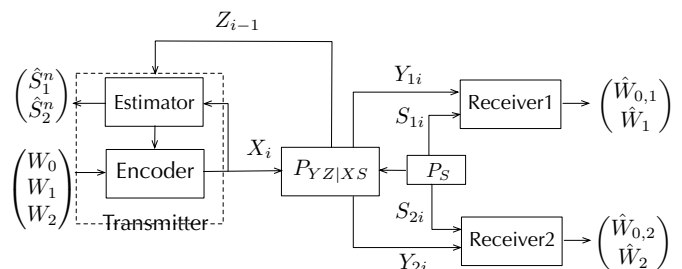 Z_{i-1}
Ŝ_1^n
Ŝ_2^n
Estimator
Y_{1i}
Receiver1
Ŵ_{0,1}
Ŵ_1
S_{1i}
W_0
W_1
W_2
Encoder
X_i
P_{YZ|XS}
P_S
Transmitter
S_{2i}
Y_{2i}
Receiver2
Ŵ_{0,2}
Ŵ_2